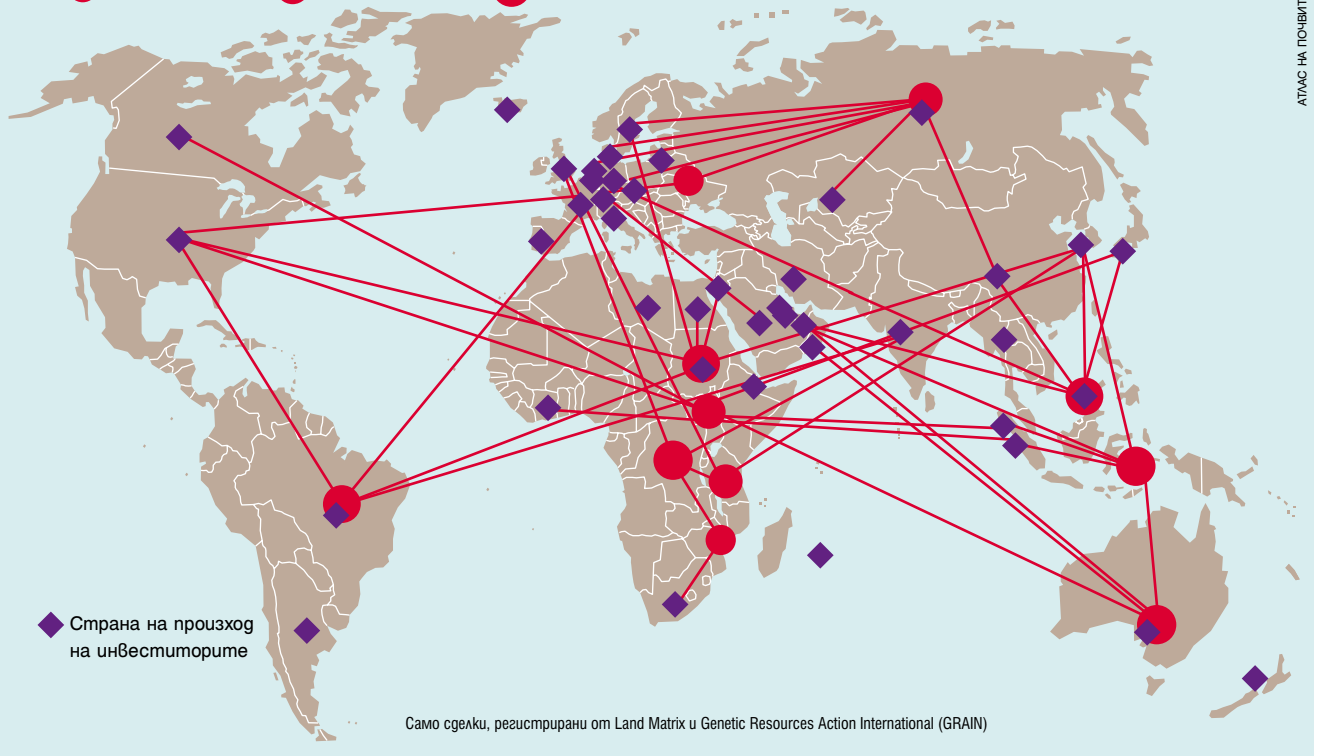 АТЛАС НА ПОЧВИТ
Страна на произход
на инвеститорите
Само сделки, регистрирани от Land Matrix и Genetic Resources Action International (GRAIN)